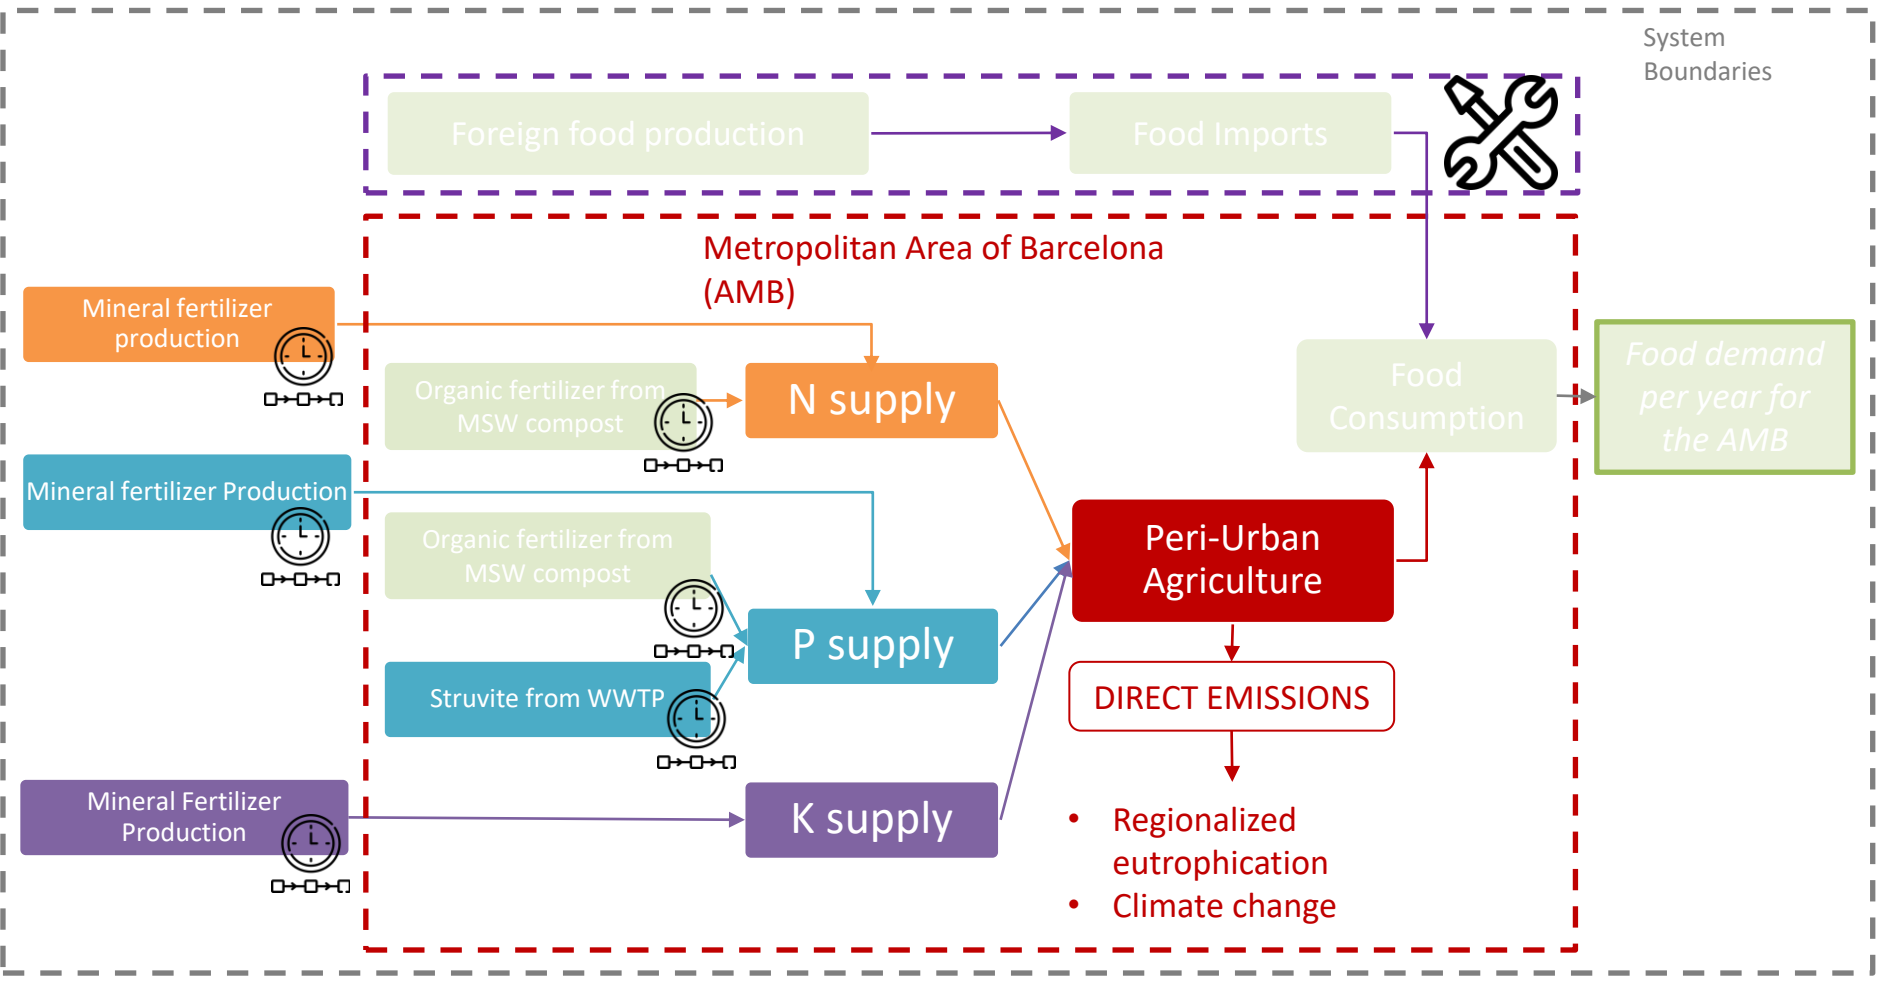 System
Boundaries
Foreign food production
Food Imports
Metropolitan Area of Barcelona
(AMB)
Mineral fertilizer
production
Organic fertilizer from
MSW compost
N supply
Food
Consumption
Food demand
per year for
the AMB
Mineral fertilizer Production
Organic fertilizer from
MSW compost
Peri-Urban
Agriculture
P supply
Struvite from WWTP
DIRECT EMISSIONS
Mineral Fertilizer
Production
K supply
• Regionalized
eutrophication
• Climate change